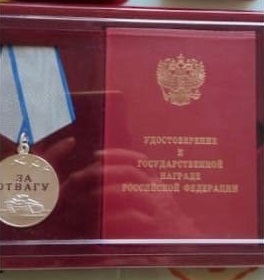 ЗА
ОТВАГУ
УДОСТОВЕРЕНИЕ
К
ГОСУДАРСТВЕННОЙ
НАГРАДЕ
РОССИЙСКОЙ ФЕДЕРАЦИИ